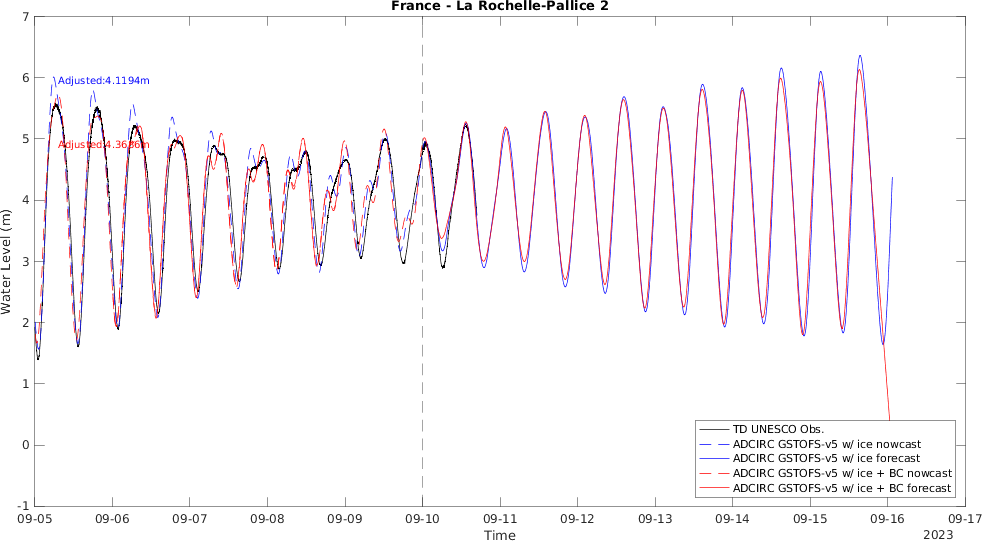 France - La Rochelle-Pallice 2
7
6
5
4
3
2
1
0
-1
Water Level (m)
Adjusted:4.1194m
Adjusted:4.3636m
TD UNESCO Obs.
ADCIRC GSTOFS-v5 w/ ice nowcast
ADCIRC GSTOFS-v5 w/ ice forecast
ADCIRC GSTOFS-v5 w/ ice + BC nowcast
ADCIRC GSTOFS-v5 w/ ice + BC forecast
09-05 09-06 09-07 09-08 09-09 09-10 09-11 09-12 09-13 09-14 09-15 09-16 09-17
Time
2023